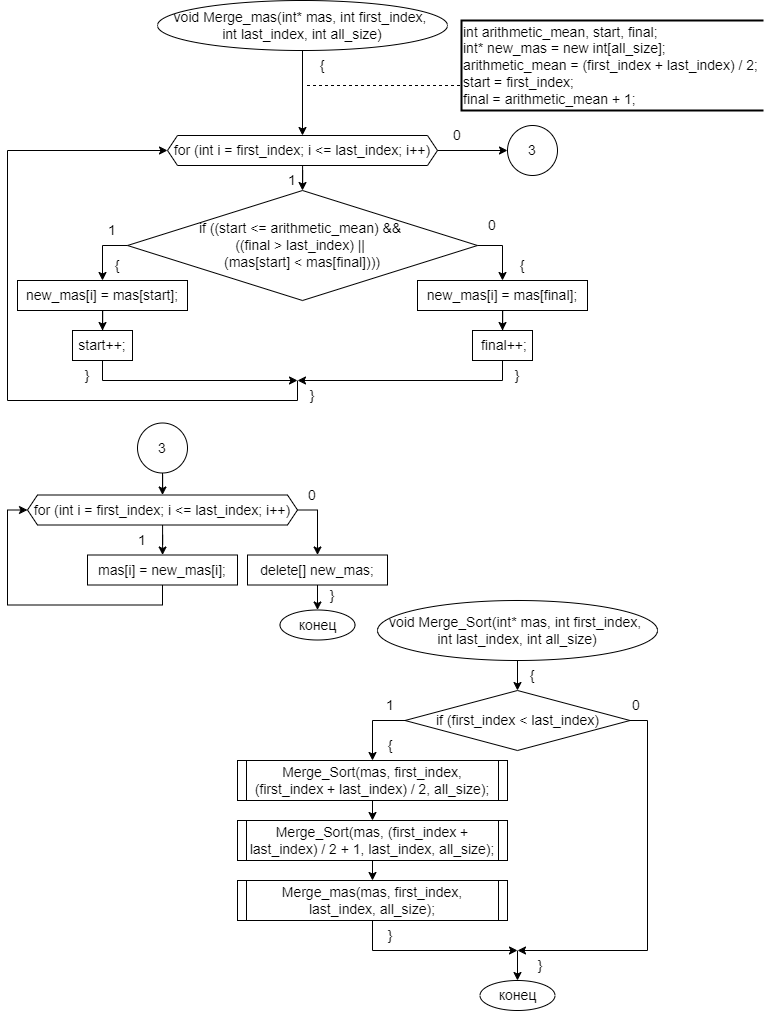 void Merge_mas(int* mas, int first_index,
int last_index, int all_size)
{
int arithmetic_mean, start, final;
int* new_mas = new int[all_size];
arithmetic_mean = (first_index + last_index) / 2;
start = first_index;
final = arithmetic_mean + 1;
for (int i = first_index; i <= last_index; i++)
0
3
1
if ((start <= arithmetic_mean) &&
((final > last_index) ||
(mas[start] < mas[final])))
1
0
{
{
new_mas[i] = mas[start];
new_mas[i] = mas[final];
start++;
final++;
}
}
}
3
for (int i = first_index; i <= last_index; i++)
0
1
mas[i] = new_mas[i];
delete[] new_mas;
}
конец
void Merge_Sort(int* mas, int first_index,
int last_index, int all_size)
{
if (first_index < last_index)
1
0
{
Merge_Sort(mas, first_index,
(first_index + last_index) / 2, all_size);
Merge_Sort(mas, (first_index +
last_index) / 2 + 1, last_index, all_size);
Merge_mas(mas, first_index,
last_index, all_size);
}
}
конец